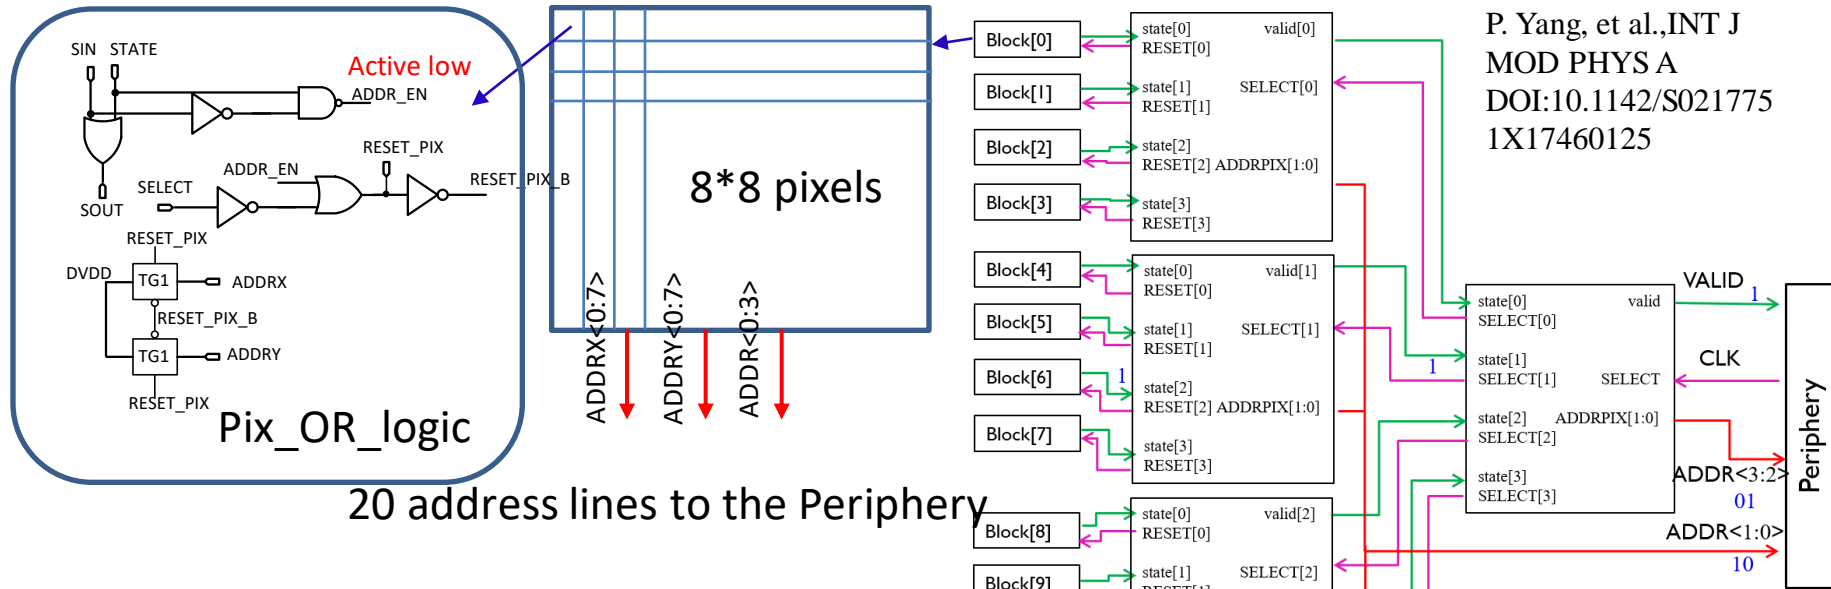 SIN STATE
Active low
ADDR_EN
SOUT
SELECT
ADDR_EN
RESET_PIX
RESET_PIX_B
RESET_PIX
DVDD
TG1
ADDRX
RESET_PIX_B
TG1
ADDRY
RESET_PIX
Pix_OR_logic
8*8 pixels
ADDRX<0:7>
ADDRY<0:7>
ADDR<0:3>
20 address lines to the Periphery
Block[0]
Block[1]
Block[2]
Block[3]
state[0]
RESET[0]
state[1]
RESET[1]
state[2]
RESET[2] ADDRPIX[1:0]
state[3]
RESET[3]
valid[0]
SELECT[0]
Block[4]
Block[5]
Block[6]
Block[7]
1
state[0]
RESET[0]
state[1]
RESET[1]
state[2]
RESET[2] ADDRPIX[1:0]
state[3]
RESET[3]
valid[1]
SELECT[1]
Block[8]
Block[9]
state[0]
RESET[0]
state[1]
RESET[1]
valid[2]
SELECT[2]
P. Yang, et al.,INT J
MOD PHYS A
DOI:10.1142/S021775
1X17460125
1
state[0]
SELECT[0]
state[1]
SELECT[1]
state[2]
SELECT[2]
state[3]
SELECT[3]
valid
SELECT
ADDRPIX[1:0]
VALID
1
CLK
ADDR<3:2>
01
ADDR<1:0>
10
Periphery